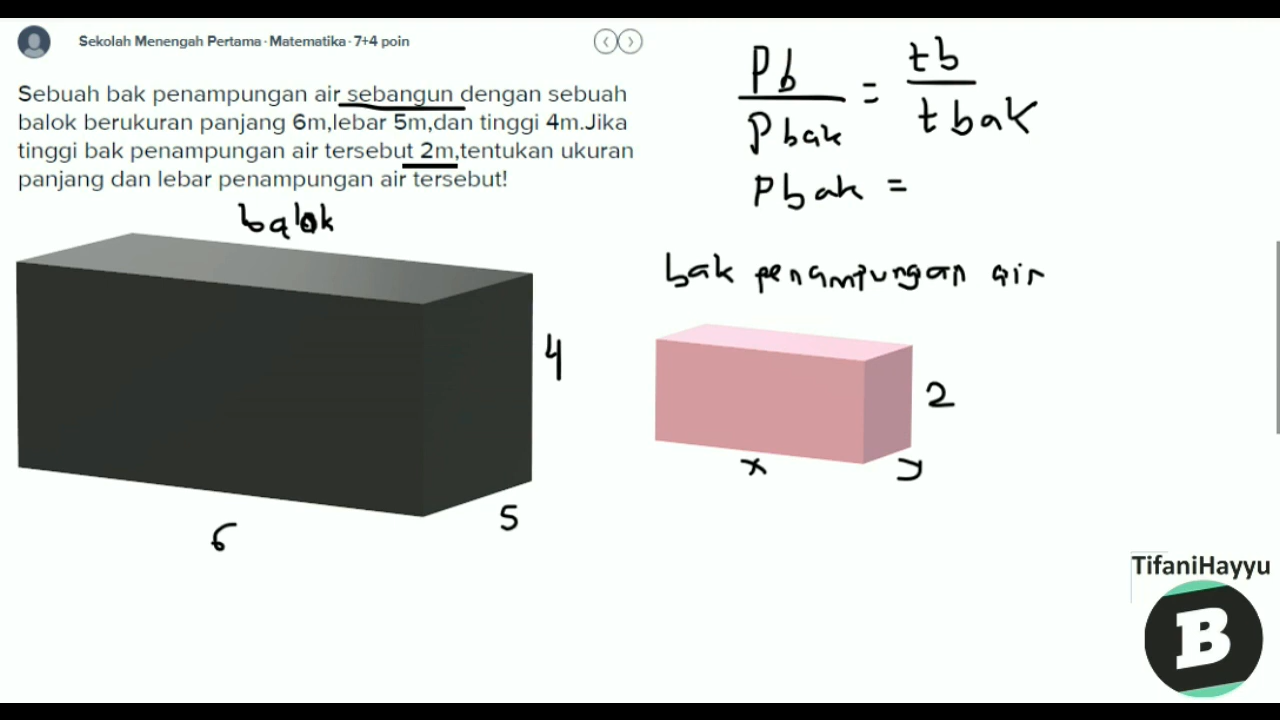 Sekolah Menengah Pertama · Matematika · 7+4 poin
Sebuah bak penampungan air sebangun dengan sebuah
balok berukuran panjang 6m,lebar 5m,dan tinggi 4m.Jika
tinggi bak penampungan air tersebut 2m,tentukan ukuran
panjang dan lebar penampungan air tersebut!
Pb = tb
Pbak t bak
Pbak =
balok
4
5
6
bak penampungan air
2
x y
TifaniHayyu
B